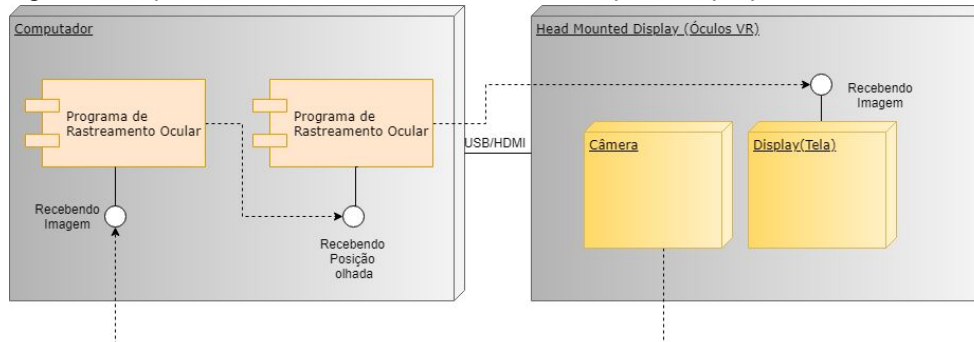 Computador
Programa de
Rastreamento Ocular
Programa de
Rastreamento Ocular
Recebendo
Imagem
Recebendo
Posição
olhada
USB/HDMI
Head Mounted Display (Óculos VR)
Recebendo
Imagem
Câmera
Display(Tela)